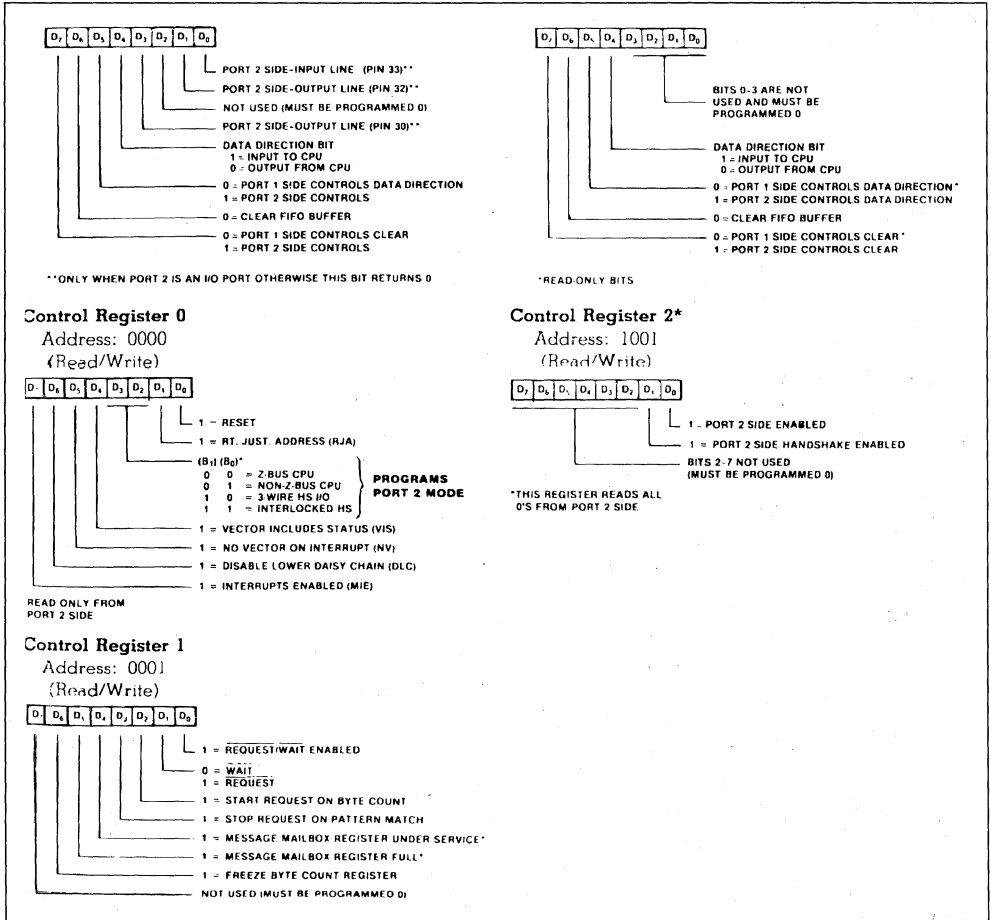 D7 D6 D5 D4 D3 D2 D1 D0
PORT 2 SIDE-INPUT LINE (PIN 33)**
PORT 2 SIDE-OUTPUT LINE (PIN 32)**
NOT USED (MUST BE PROGRAMMED 0)
PORT 2 SIDE-OUTPUT LINE (PIN 30)**
DATA DIRECTION BIT
1 = INPUT TO CPU
0 = OUTPUT FROM CPU
0 = PORT 1 SIDE CONTROLS DATA DIRECTION
1 = PORT 2 SIDE CONTROLS
0 = CLEAR FIFO BUFFER
0 = PORT 1 SIDE CONTROLS CLEAR
1 = PORT 2 SIDE CONTROLS
**ONLY WHEN PORT 2 IS AN I/O PORT OTHERWISE THIS BIT RETURNS 0
D7 D6 D5 D4 D3 D2 D1 D0
BITS 0-3 ARE NOT
USED AND MUST BE
PROGRAMMED 0
DATA DIRECTION BIT
1 = INPUT TO CPU
0 = OUTPUT FROM CPU
0 = PORT 1 SIDE CONTROLS DATA DIRECTION*
1 = PORT 2 SIDE CONTROLS DATA DIRECTION
0 = CLEAR FIFO BUFFER
0 = PORT 1 SIDE CONTROLS CLEAR*
1 = PORT 2 SIDE CONTROLS CLEAR
*READ-ONLY BITS
Control Register 0
Address: 0000
(Read/Write)
D7 D6 D5 D4 D3 D2 D1 D0
1 = RESET
1 = RT. JUST. ADDRESS (RJA)
(B1) (B0)*
0 0 = Z-BUS CPU
0 1 = NON-Z-BUS CPU
1 0 = 3-WIRE HS I/O
1 1 = INTERLOCKED HS
PROGRAMS
PORT 2 MODE
1 = VECTOR INCLUDES STATUS (VIS)
1 = NO VECTOR ON INTERRUPT (NV)
1 = DISABLE LOWER DAISY CHAIN (DLC)
1 = INTERRUPTS ENABLED (MIE)
READ ONLY FROM
PORT 2 SIDE
Control Register 2*
Address: 1001
(Read/Write)
D7 D6 D5 D4 D3 D2 D1 D0
1 = PORT 2 SIDE ENABLED
1 = PORT 2 SIDE HANDSHAKE ENABLED
BITS 2-7 NOT USED
(MUST BE PROGRAMMED 0)
*THIS REGISTER READS ALL
0'S FROM PORT 2 SIDE
Control Register 1
Address: 0001
(Read/Write)
D7 D6 D5 D4 D3 D2 D1 D0
1 = REQUEST/WAIT ENABLED
0 = WAIT
1 = REQUEST
1 = START REQUEST ON BYTE COUNT
1 = STOP REQUEST ON PATTERN MATCH
1 = MESSAGE MAILBOX REGISTER UNDER SERVICE*
1 = MESSAGE MAILBOX REGISTER FULL*
1 = FREEZE BYTE COUNT REGISTER
NOT USED (MUST BE PROGRAMMED 0)